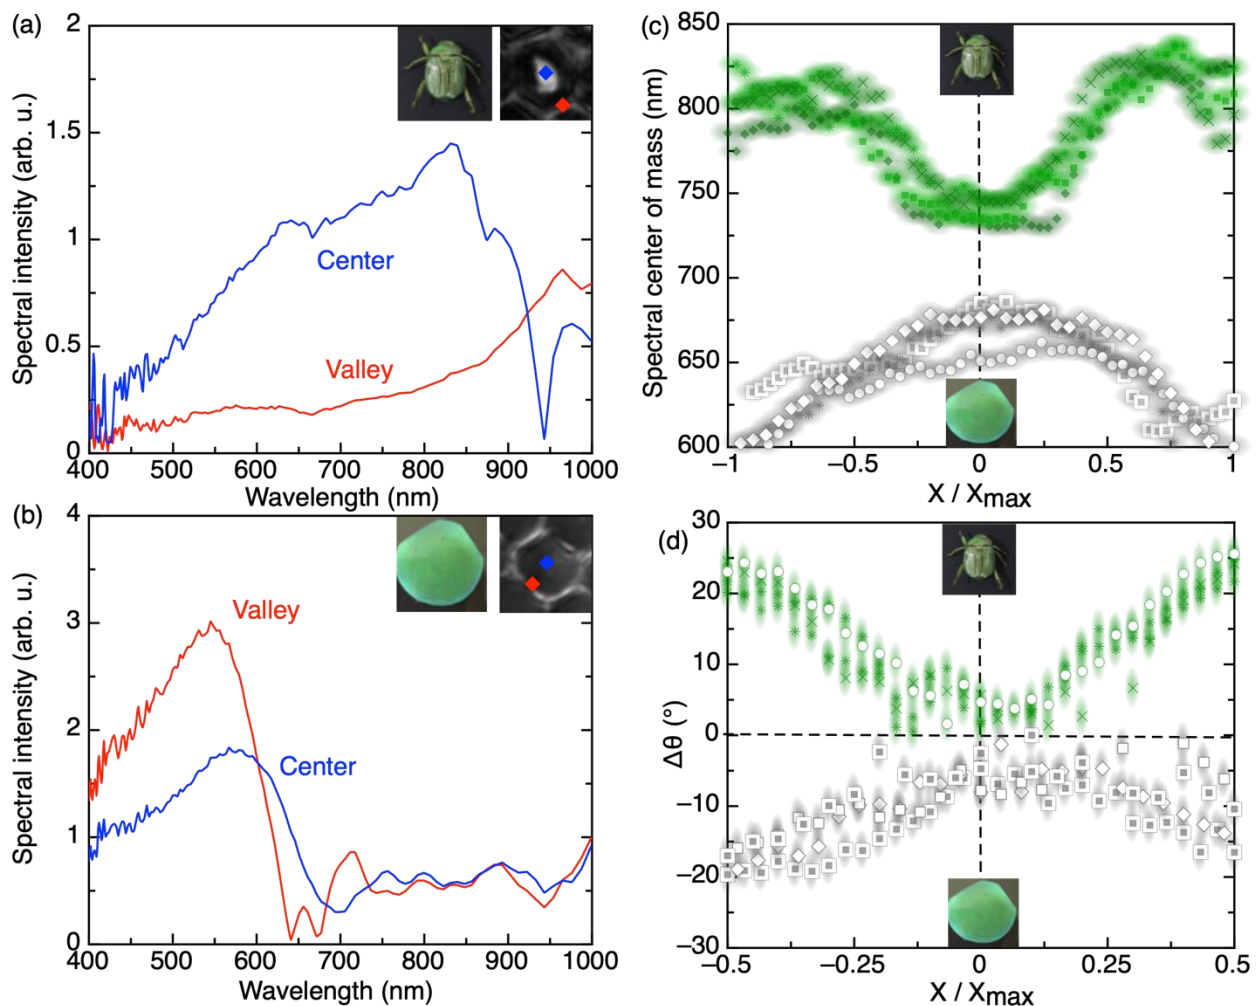 (a)
Spectral intensity (arb. u.)
2
1.5
1
0.5
0
Center
Valley
400 500 600 700 800 900 1000
Wavelength (nm)
(b)
Spectral intensity (arb. u.)
4
3
2
1
0
Valley
Center
400 500 600 700 800 900 1000
Wavelength (nm)
(c)
Spectral center of mass (nm)
850
800
750
700
650
600
−1 −0.5 0 0.5 1
X / Xmax
(d)
Δθ (°)
30
20
10
0
−10
−20
−30
−0.5 −0.25 0 0.25 0.5
X / Xmax